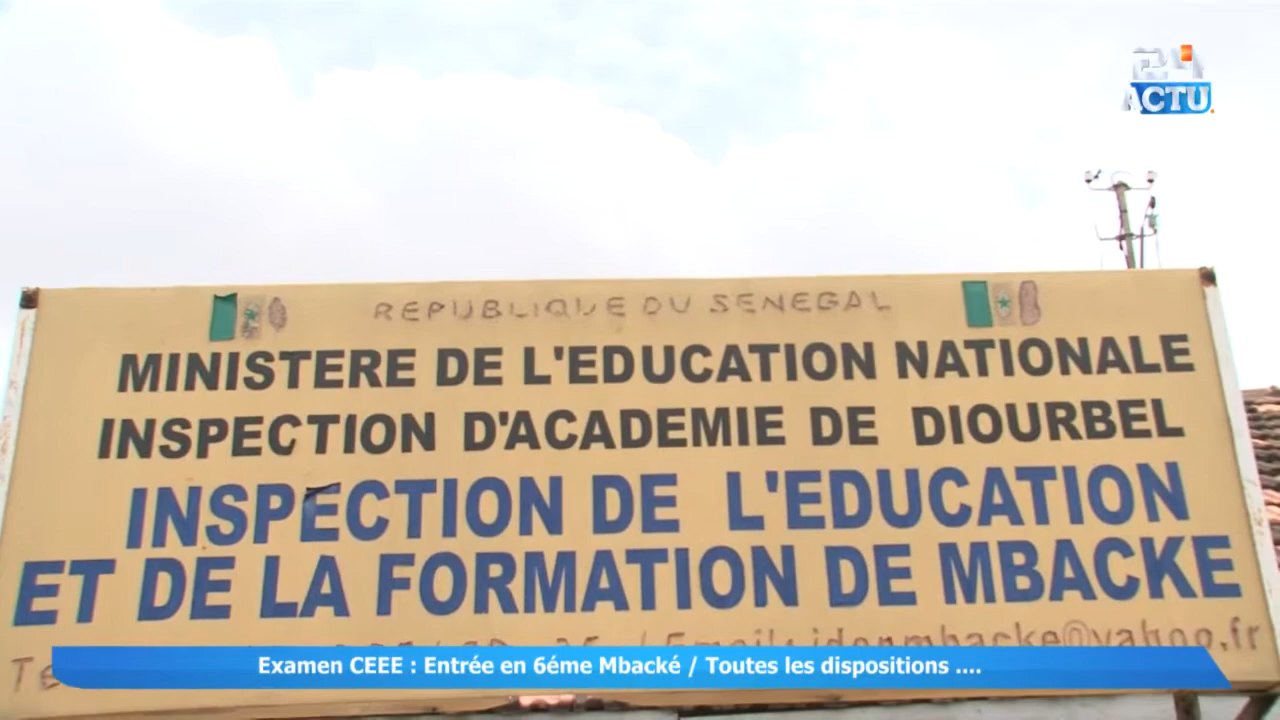 24
ACTU.
REPUBLIQUE DU SENEGAL
MINISTERE DE L'EDUCATION NATIONALE
INSPECTION D'ACADEMIE DE DIOURBEL
INSPECTION DE L'EDUCATION
ET DE LA FORMATION DE MBACKE
Examen CEEE : Entrée en 6éme Mbacké / Toutes les dispositions ....